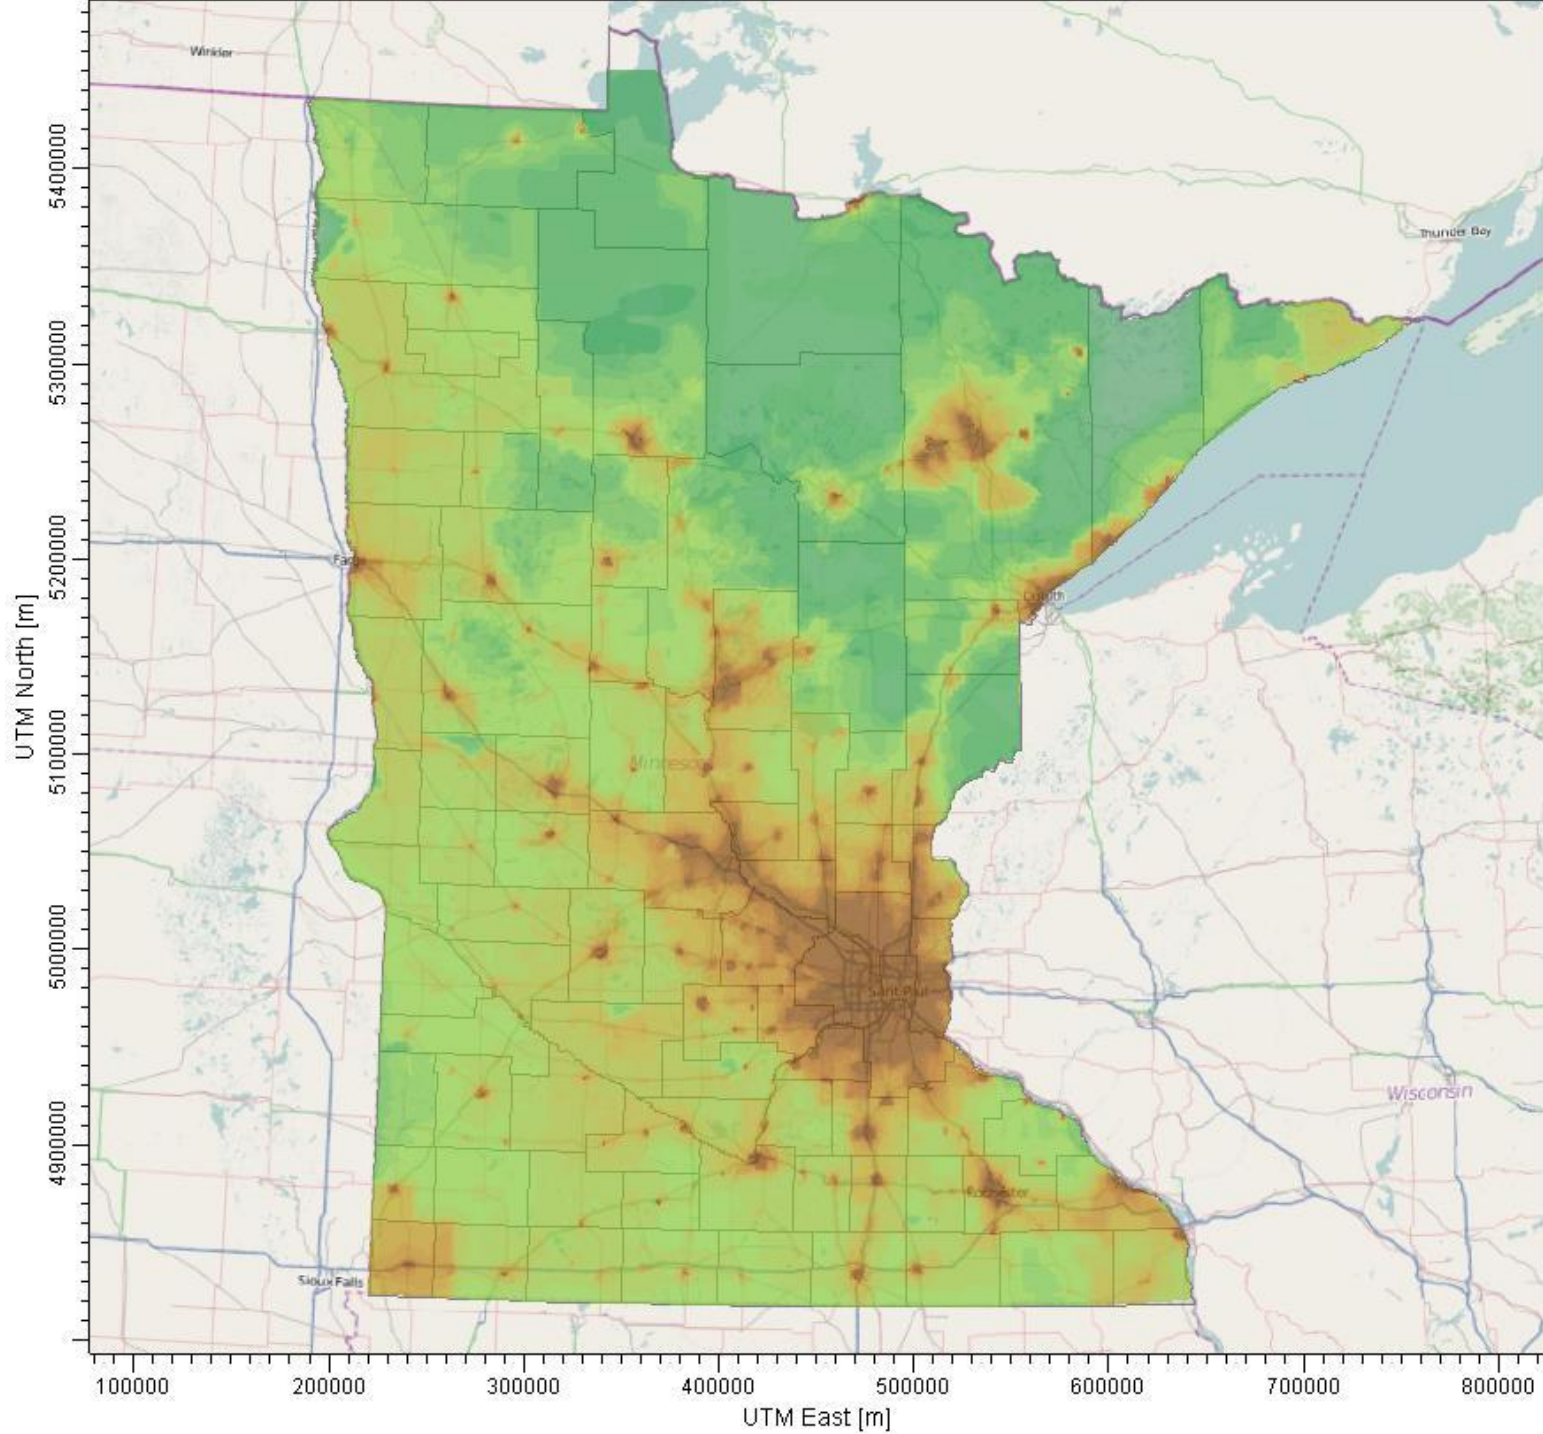 Winkler
Thunder Bay
5400000
5300000
5200000
5100000
5000000
4900000
UTM North [m]
Duluth
Minnesota
Saint Paul
Wisconsin
Rochester
Sioux Falls
100000 200000 300000 400000 500000 600000 700000 800000
UTM East [m]